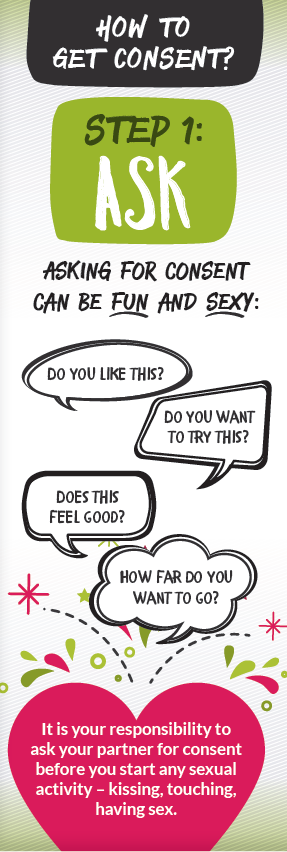 HOW TO
GET CONSENT?
STEP 1:
ASK
ASKING FOR CONSENT
CAN BE FUN AND SEXY:
DO YOU LIKE THIS?
DO YOU WANT
TO TRY THIS?
DOES THIS
FEEL GOOD?
HOW FAR DO YOU
WANT TO GO?
It is your responsibility to
ask your partner for consent
before you start any sexual
activity – kissing, touching,
having sex.